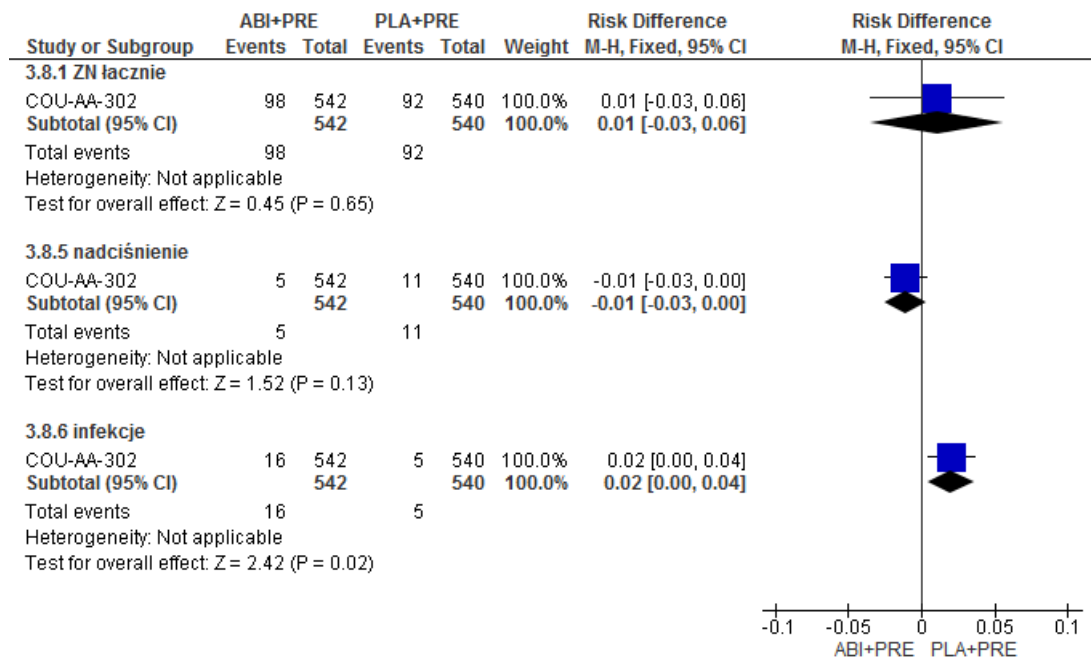 ABI+PRE PLA+PRE Risk Difference Risk Difference
Study or Subgroup Events Total Events Total Weight M-H, Fixed, 95% CI M-H, Fixed, 95% CI
3.8.1 ZN łacznie
COU-AA-302 98 542 92 540 100.0% 0.01 [-0.03, 0.06]
Subtotal (95% CI) 542 540 100.0% 0.01 [-0.03, 0.06]
Total events 98 92
Heterogeneity: Not applicable
Test for overall effect: Z = 0.45 (P = 0.65)
3.8.5 nadciśnienie
COU-AA-302 5 542 11 540 100.0% -0.01 [-0.03, 0.00]
Subtotal (95% CI) 542 540 100.0% -0.01 [-0.03, 0.00]
Total events 5 11
Heterogeneity: Not applicable
Test for overall effect: Z = 1.52 (P = 0.13)
3.8.6 infekcje
COU-AA-302 16 542 5 540 100.0% 0.02 [0.00, 0.04]
Subtotal (95% CI) 542 540 100.0% 0.02 [0.00, 0.04]
Total events 16 5
Heterogeneity: Not applicable
Test for overall effect: Z = 2.42 (P = 0.02)
-0.1 -0.05 0 0.05 0.1
ABI+PRE PLA+PRE